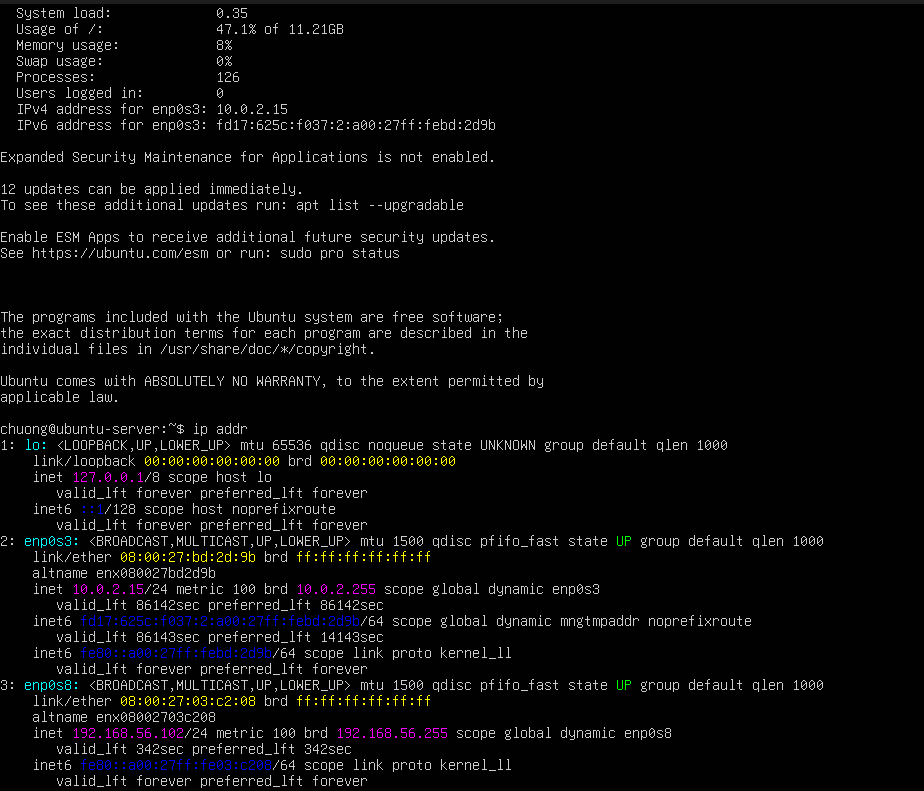 System load: 0.35
Usage of /: 47.1% of 11.21GB
Memory usage: 8%
Swap usage: 0%
Processes: 126
Users logged in: 0
IPv4 address for enp0s3: 10.0.2.15
IPv6 address for enp0s3: fd17:625c:f037:2:a00:27ff:febd:2d9b
Expanded Security Maintenance for Applications is not enabled.
12 updates can be applied immediately.
To see these additional updates run: apt list --upgradable
Enable ESM Apps to receive additional future security updates.
See https://ubuntu.com/esm or run: sudo pro status
The programs included with the Ubuntu system are free software;
the exact distribution terms for each program are described in the
individual files in /usr/share/doc/*/copyright.
Ubuntu comes with ABSOLUTELY NO WARRANTY, to the extent permitted by
applicable law.
chuong@ubuntu-server:~$ ip addr
1: lo: <LOOPBACK,UP,LOWER_UP> mtu 65536 qdisc noqueue state UNKNOWN group default qlen 1000
link/loopback 00:00:00:00:00:00 brd 00:00:00:00:00:00
inet 127.0.0.1/8 scope host lo
valid_lft forever preferred_lft forever
inet6 ::1/128 scope host noprefixroute
valid_lft forever preferred_lft forever
2: enp0s3: <BROADCAST,MULTICAST,UP,LOWER_UP> mtu 1500 qdisc pfifo_fast state UP group default qlen 1000
link/ether 08:00:27:bd:2d:9b brd ff:ff:ff:ff:ff:ff
altname enx080027bd2d9b
inet 10.0.2.15/24 metric 100 brd 10.0.2.255 scope global dynamic enp0s3
valid_lft 86142sec preferred_lft 86142sec
inet6 fd17:625c:f037:2:a00:27ff:febd:2d9b/64 scope global dynamic mngtmpaddr noprefixroute
valid_lft 86143sec preferred_lft 14143sec
inet6 fe80::a00:27ff:febd:2d9b/64 scope link proto kernel_ll
valid_lft forever preferred_lft forever
3: enp0s8: <BROADCAST,MULTICAST,UP,LOWER_UP> mtu 1500 qdisc pfifo_fast state UP group default qlen 1000
link/ether 08:00:27:03:c2:08 brd ff:ff:ff:ff:ff:ff
altname enx08002703c208
inet 192.168.56.102/24 metric 100 brd 192.168.56.255 scope global dynamic enp0s8
valid_lft 342sec preferred_lft 342sec
inet6 fe80::a00:27ff:fe03:c208/64 scope link proto kernel_ll
valid_lft forever preferred_lft forever